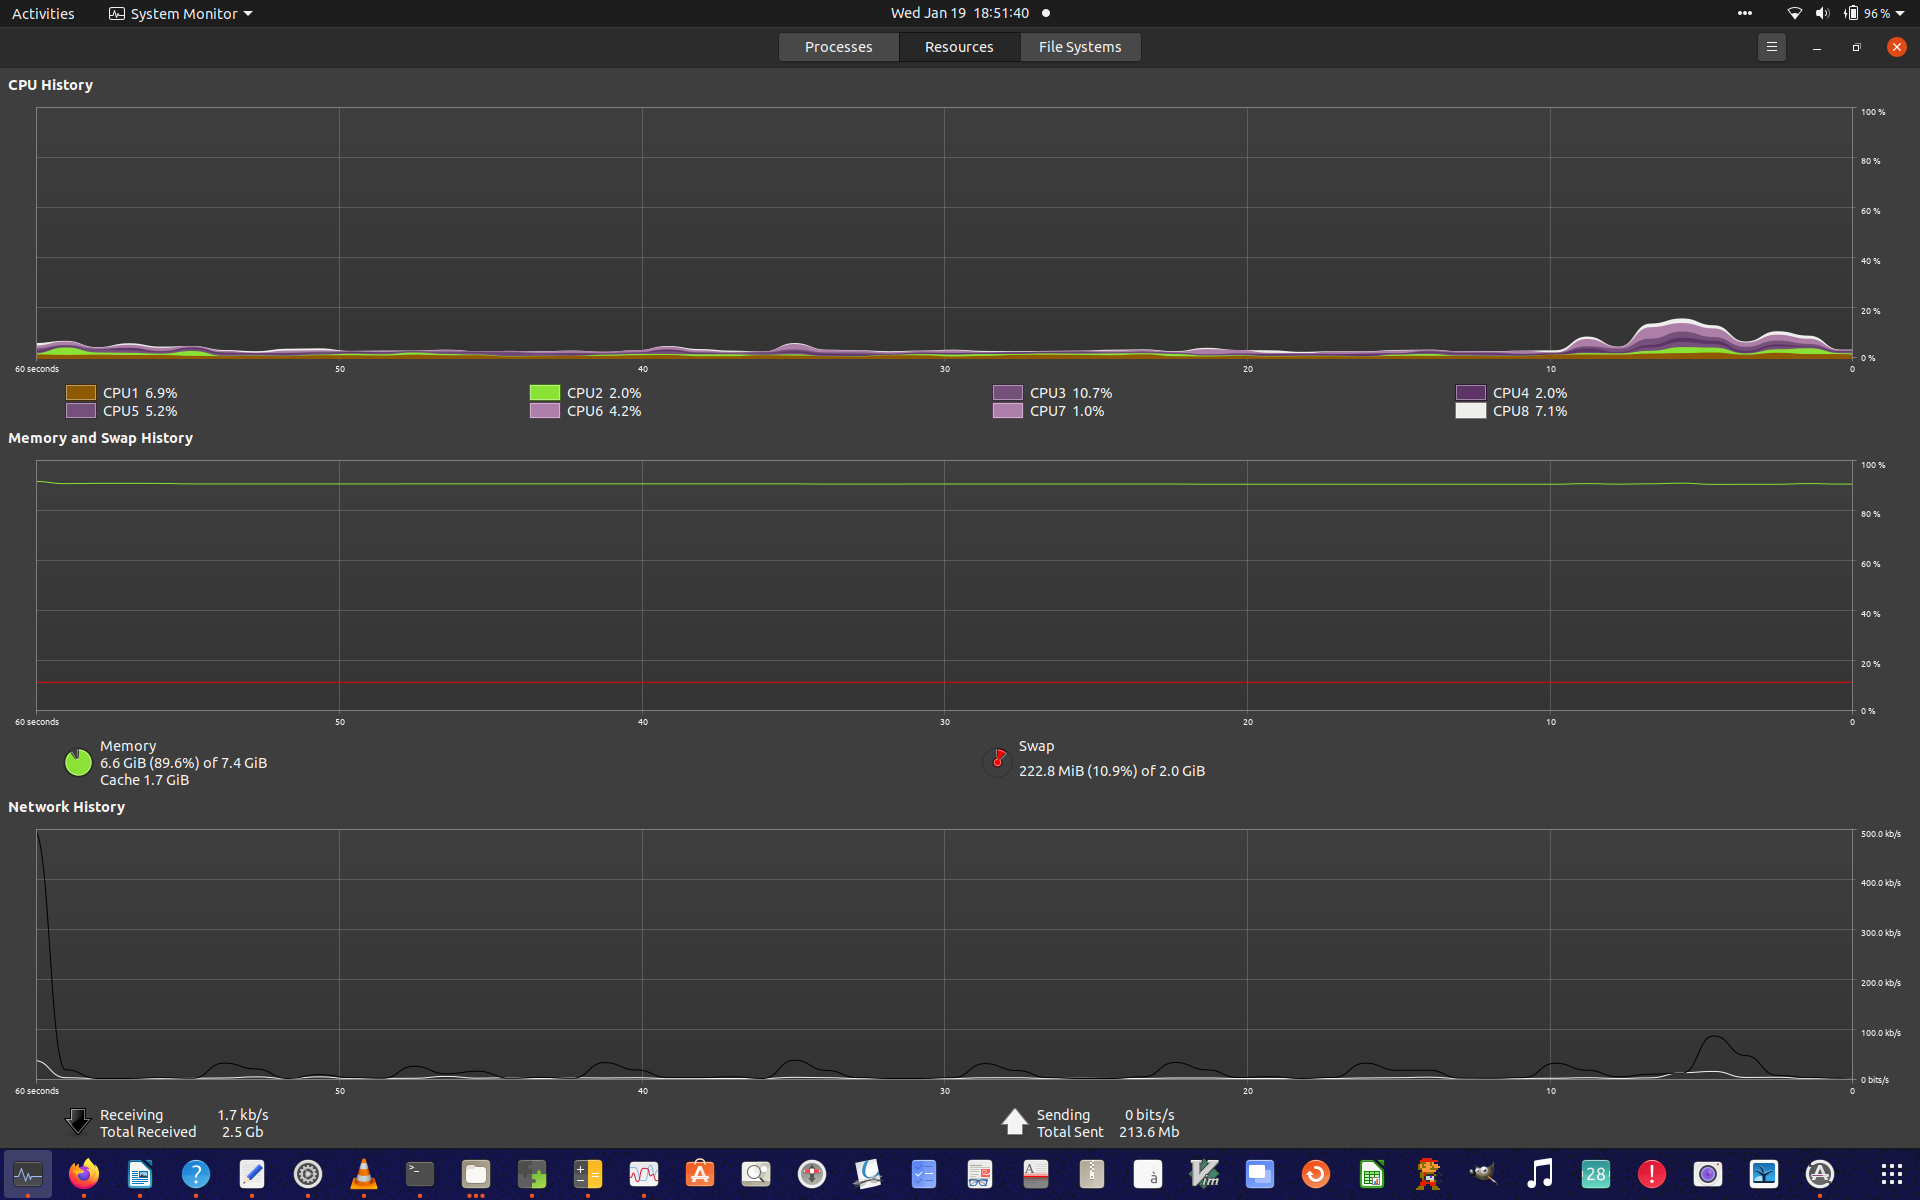 Activities System Monitor Wed Jan 19 18:51:40 96 %
Processes Resources File Systems
CPU History
100 %
80 %
60 %
40 %
20 %
0 %
60 seconds 50 40 30 20 10 0
CPU1 6.9% CPU2 2.0% CPU3 10.7% CPU4 2.0%
CPU5 5.2% CPU6 4.2% CPU7 1.0% CPU8 7.1%
Memory and Swap History
100 %
80 %
60 %
40 %
20 %
0 %
60 seconds 50 40 30 20 10 0
Memory Swap
6.6 GiB (89.6%) of 7.4 GiB 222.8 MiB (10.9%) of 2.0 GiB
Cache 1.7 GiB
Network History
500.0 kb/s
400.0 kb/s
300.0 kb/s
200.0 kb/s
100.0 kb/s
0 bits/s
60 seconds 50 40 30 20 10 0
Receiving 1.7 kb/s Sending 0 bits/s
Total Received 2.5 Gb Total Sent 213.6 Mb
? >_ A A à Vim 28 !